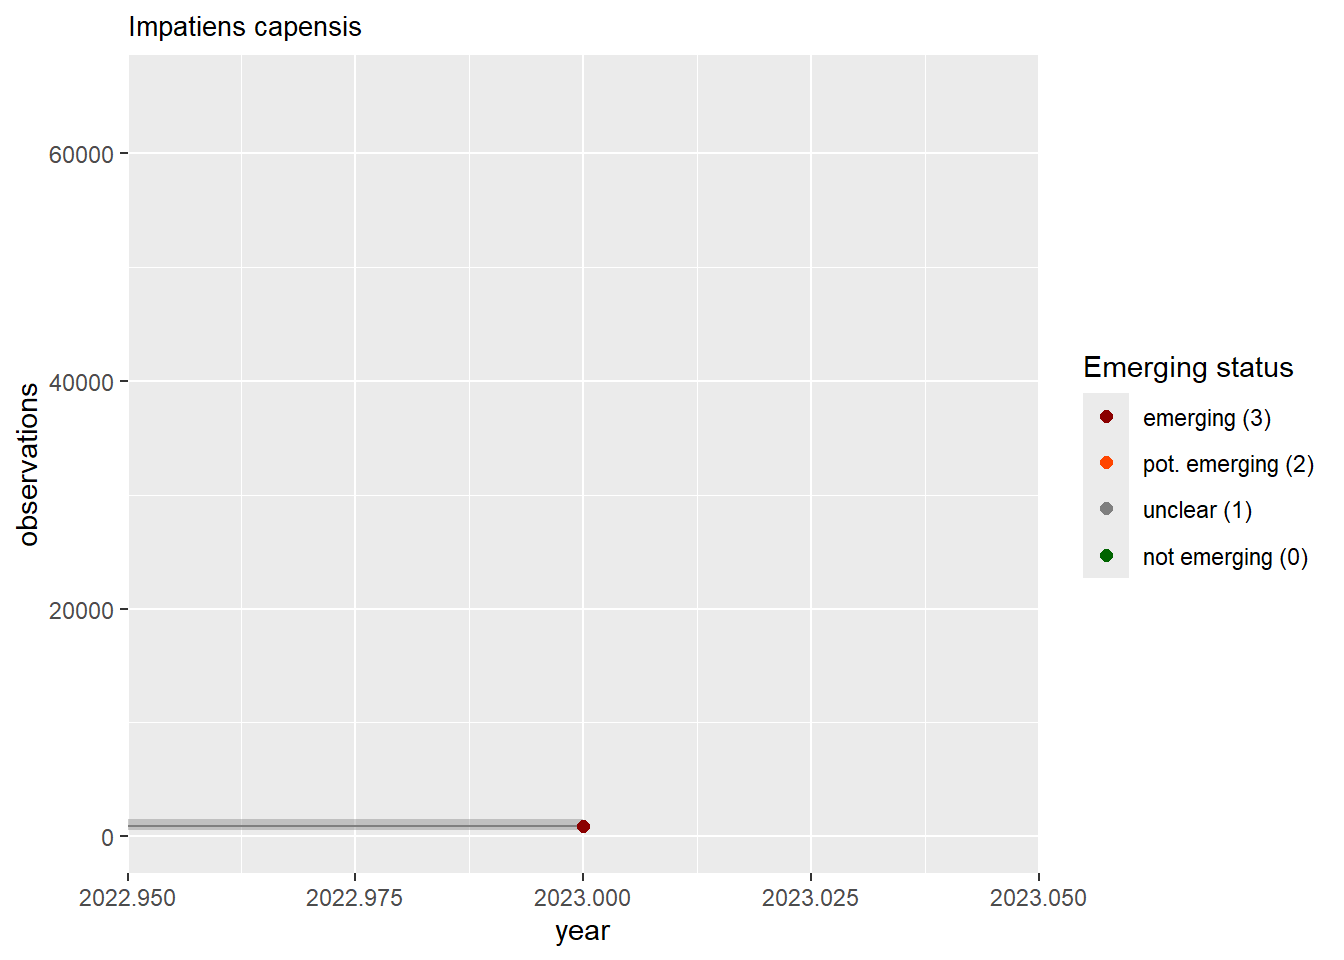 Impatiens capensis
60000
40000
20000
0
observations
2022.950 2022.975 2023.000 2023.025 2023.050
year
Emerging status
emerging (3)
pot. emerging (2)
unclear (1)
not emerging (0)